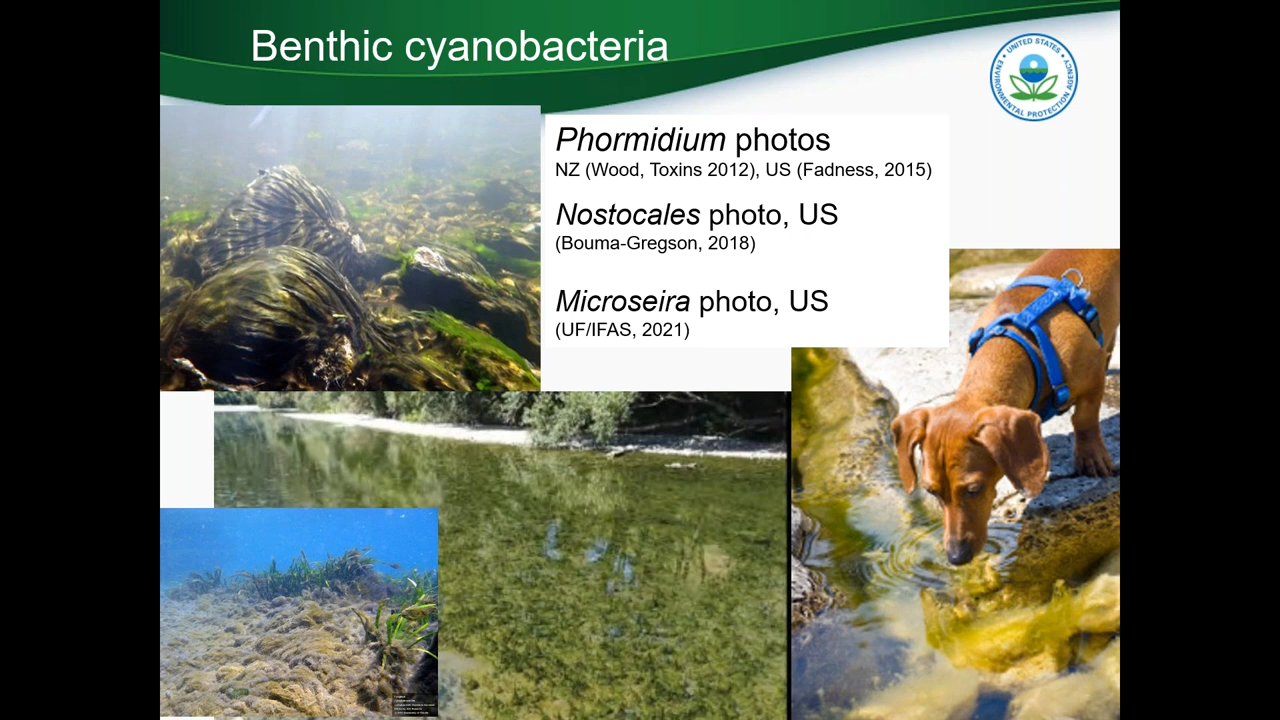 Benthic cyanobacteria
UNITED STATES
ENVIRONMENTAL PROTECTION AGENCY
Phormidium photos
NZ (Wood, Toxins 2012), US (Fadness, 2015)
Nostocales photo, US
(Bouma-Gregson, 2018)
Microseira photo, US
(UF/IFAS, 2021)